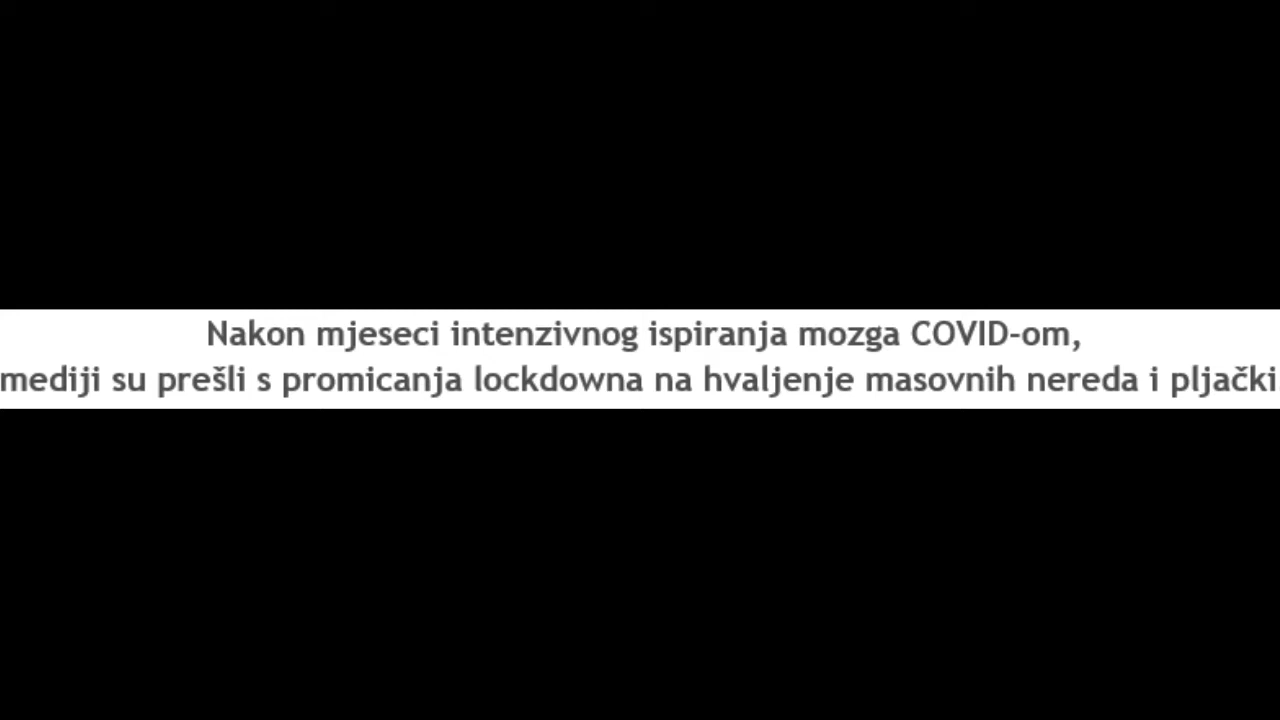 Nakon mjeseci intenzivnog ispiranja mozga COVID-om,
mediji su prešli s promicanja lockdowna na hvaljenje masovnih nereda i pljački.